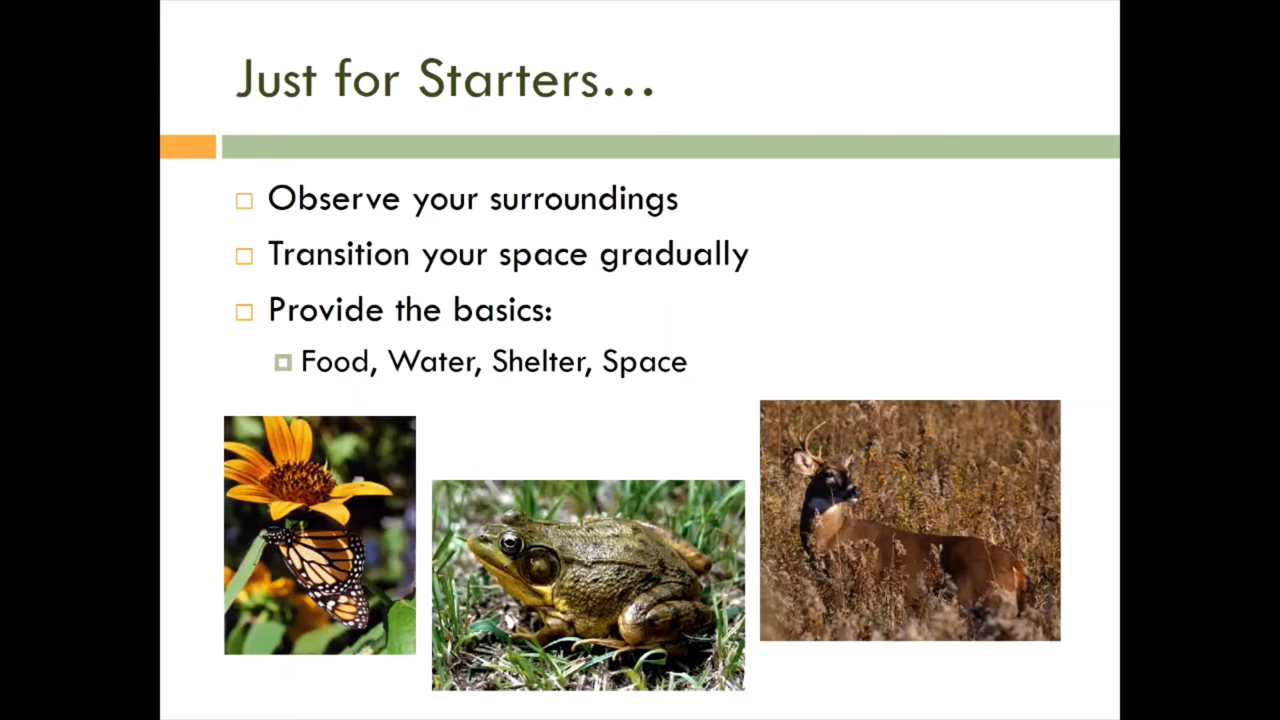 Just for Starters...
Observe your surroundings
Transition your space gradually
Provide the basics:
Food, Water, Shelter, Space